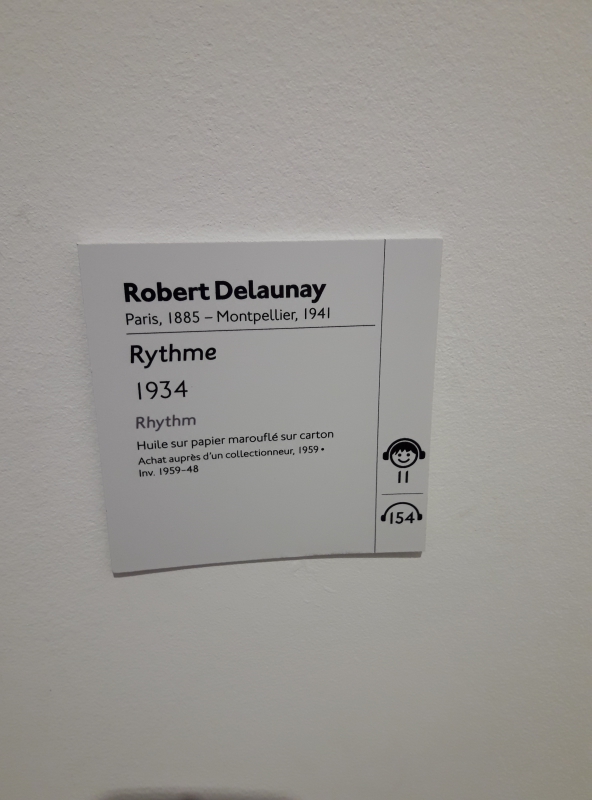 Robert Delaunay
Paris, 1885 – Montpellier, 1941
Rythme
1934
Rhythm
Huile sur papier marouflé sur carton
Achat auprès d'un collectionneur, 1959 •
Inv. 1959-48
11
154